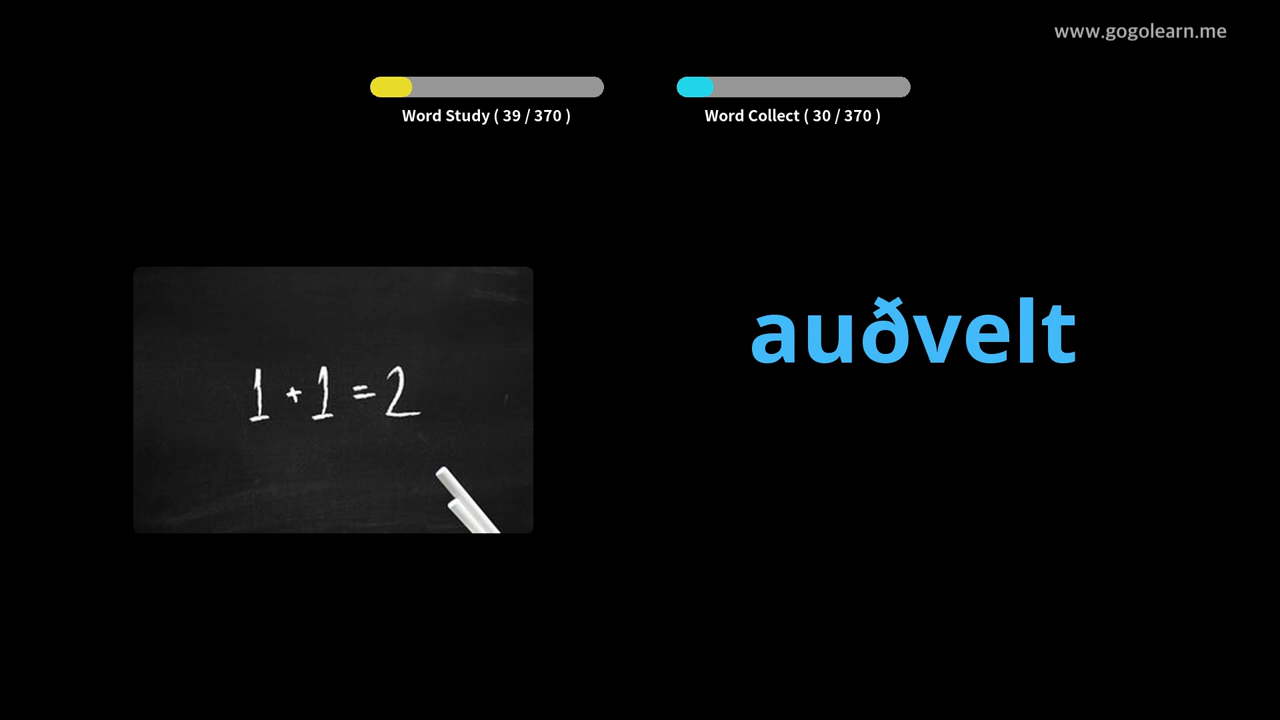 www.gogolearn.me
Word Study ( 39 / 370 )
Word Collect ( 30 / 370 )
auðvelt
1 + 1 = 2